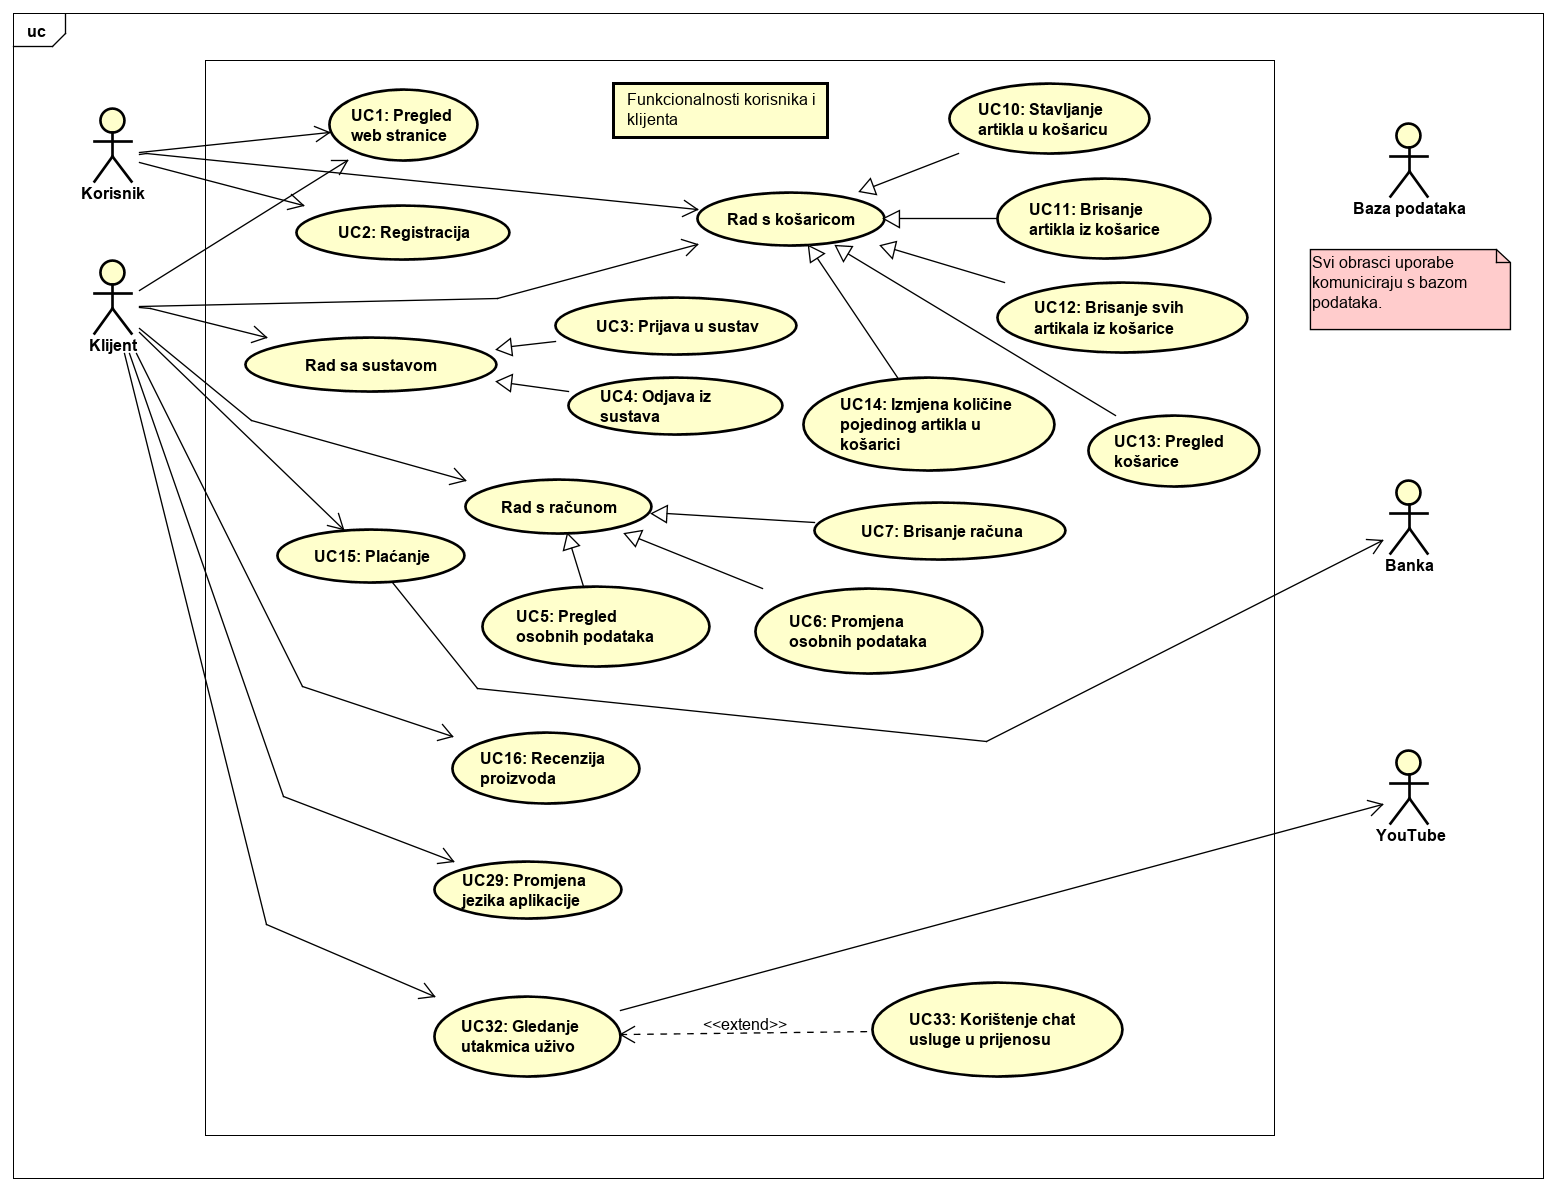 uc
Funkcionalnosti korisnika i
klijenta
Korisnik
Klijent
UC1: Pregled
web stranice
UC2: Registracija
Rad s košaricom
UC10: Stavljanje
artikla u košaricu
UC11: Brisanje
artikla iz košarice
UC12: Brisanje svih
artikala iz košarice
UC3: Prijava u sustav
Rad sa sustavom
UC4: Odjava iz
sustava
UC14: Izmjena količine
pojedinog artikla u
košarici
UC13: Pregled
košarice
Rad s računom
UC7: Brisanje računa
UC15: Plaćanje
UC5: Pregled
osobnih podataka
UC6: Promjena
osobnih podataka
UC16: Recenzija
proizvoda
UC29: Promjena
jezika aplikacije
UC32: Gledanje
utakmica uživo
<<extend>>
UC33: Korištenje chat
usluge u prijenosu
Baza podataka
Svi obrasci uporabe
komuniciraju s bazom
podataka.
Banka
YouTube